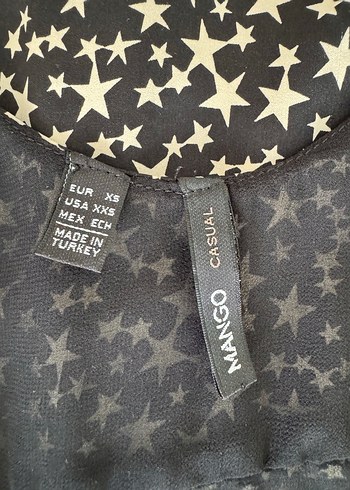 EUR XS
USA XXS
MEX ECH
MADE IN
TURKEY
MANGO CASUAL